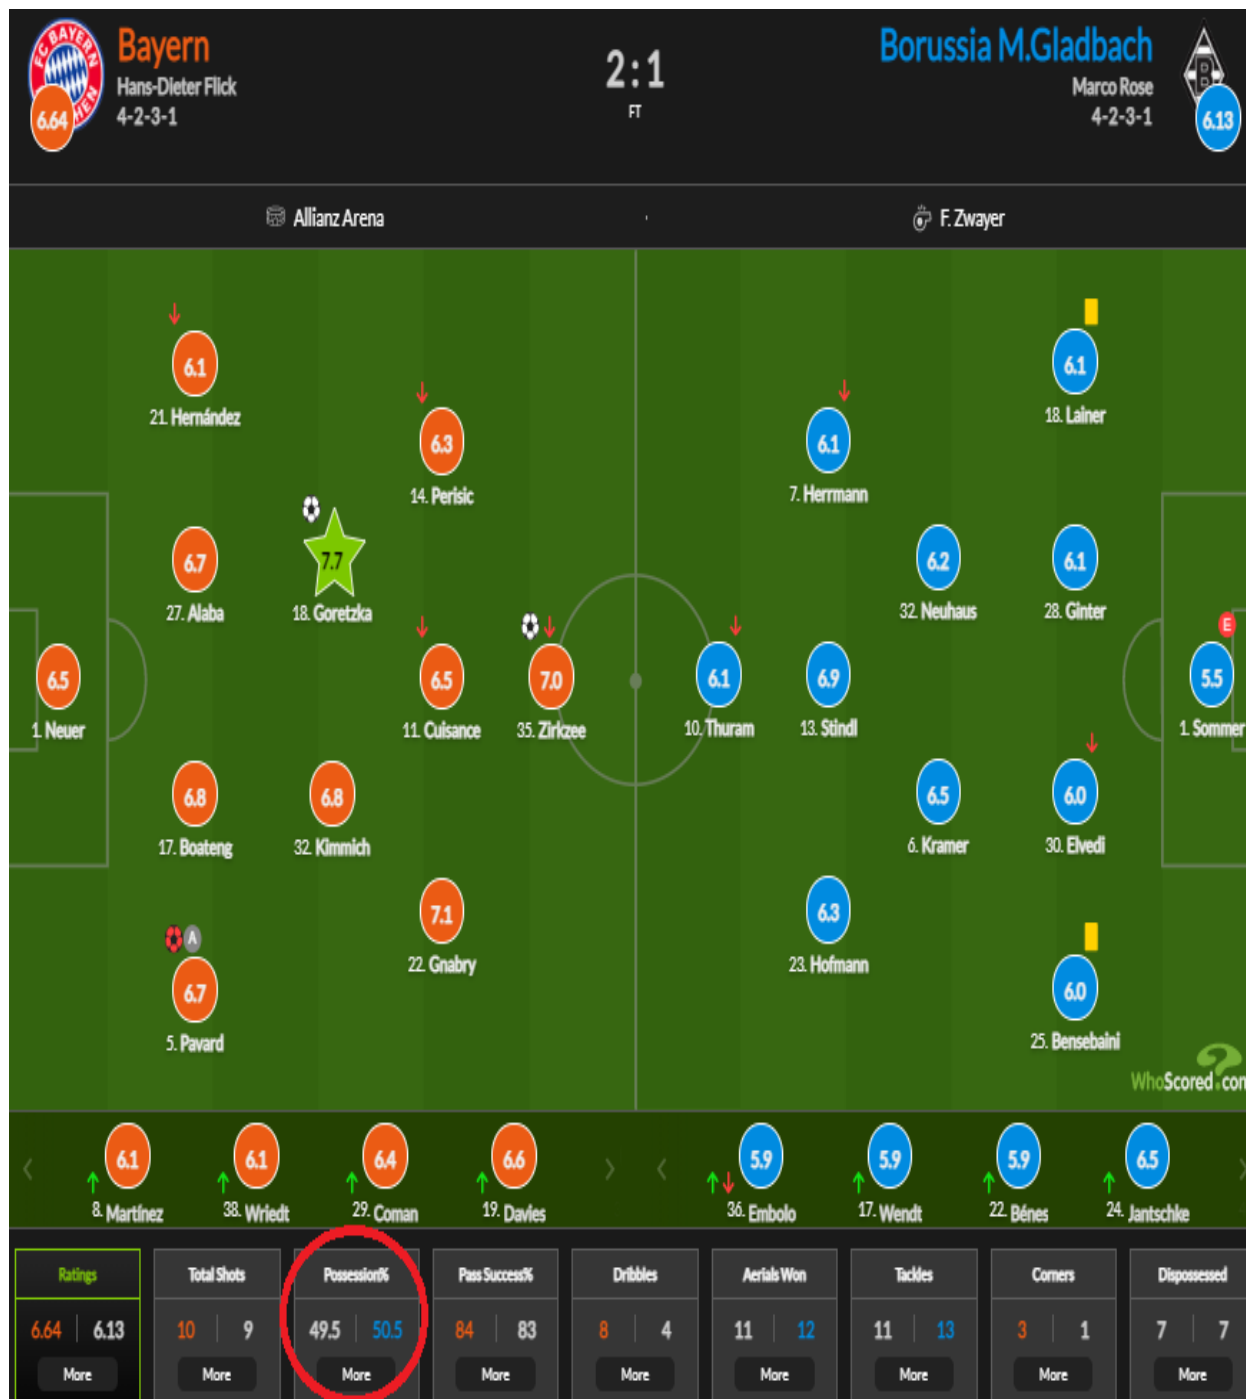 Bayern
Hans-Dieter Flick
4-2-3-1
6.64
FC BAYERN
2 : 1
FT
Borussia M.Gladbach
Marco Rose
4-2-3-1
6.13
Allianz Arena
F. Zwayer
6.1
21. Hernández
6.3
14. Perisic
6.7
27. Alaba
7.7
18. Goretzka
6.5
1. Neuer
6.5
11. Cuisance
7.0
35. Zirkzee
6.8
17. Boateng
6.8
32. Kimmich
7.1
22. Gnabry
A
6.7
5. Pavard
6.1
18. Lainer
6.1
7. Herrmann
6.2
32. Neuhaus
6.1
28. Ginter
6.1
10. Thuram
6.9
13. Stindl
E
5.5
1. Sommer
6.5
6. Kramer
6.0
30. Elvedi
6.3
23. Hofmann
6.0
25. Bensebaini
WhoScored.com
6.1
8. Martínez
6.1
38. Wriedt
6.4
29. Coman
6.6
19. Davies
5.9
36. Embolo
5.9
17. Wendt
5.9
22. Bénes
6.5
24. Jantschke
Ratings
6.64 6.13
More
Total Shots
10 9
More
Possession%
49.5 50.5
More
Pass Success%
84 83
More
Dribbles
8 4
More
Aerials Won
11 12
More
Tackles
11 13
More
Corners
3 1
More
Dispossessed
7 7
More